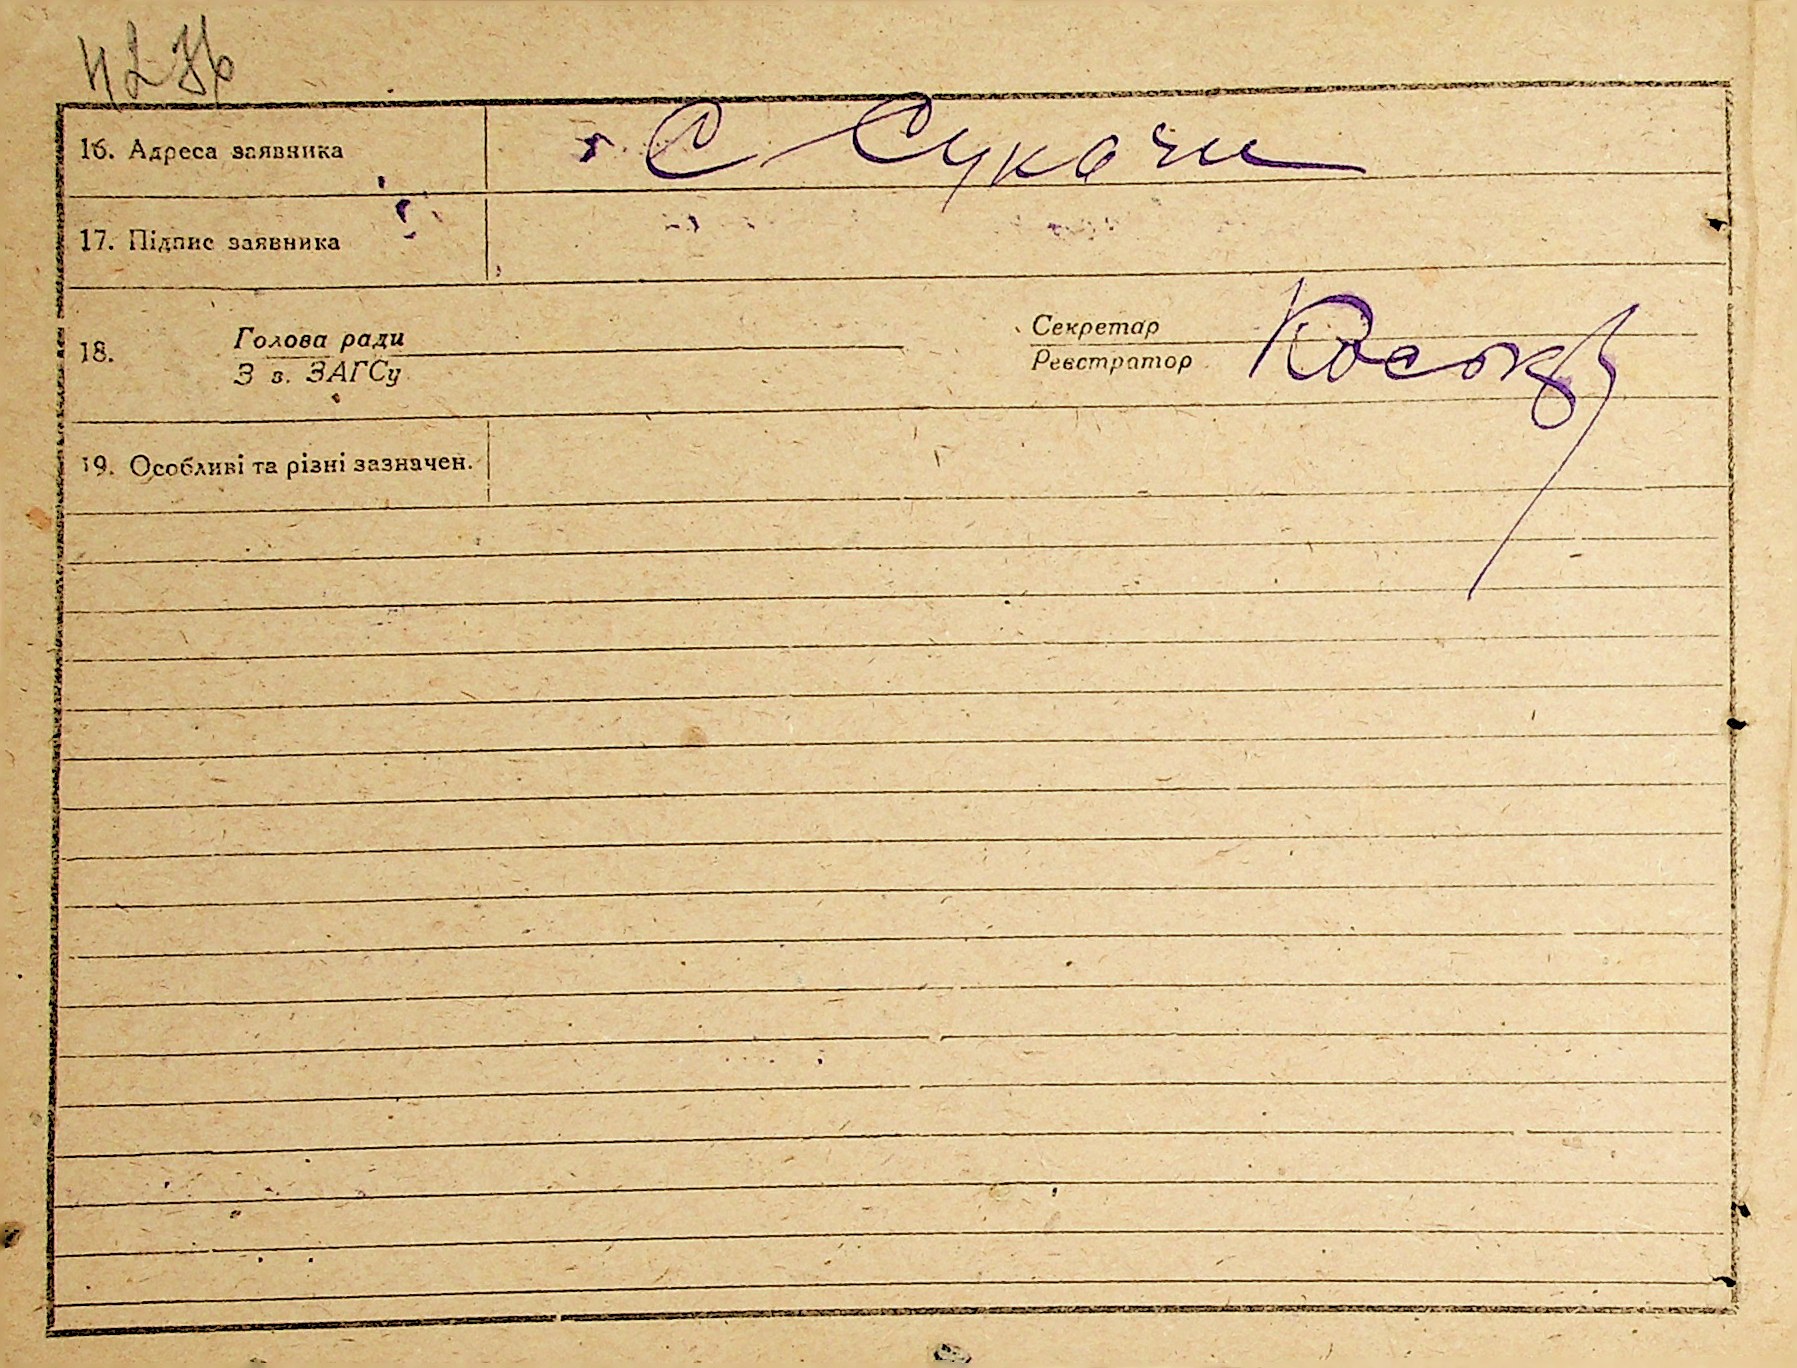 16. Адреса заявника С Сукачи
17. Підпис заявника
18. Голова ради Секретар
З в. ЗАГСу Реєстратор
19. Особливі та різні зазначен.